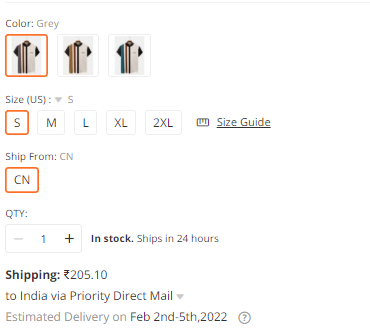 Color: Grey
Size (US) : S
S M L XL 2XL Size Guide
Ship From: CN
CN
QTY:
− 1 + In stock. Ships in 24 hours
Shipping: ₹205.10
to India via Priority Direct Mail
Estimated Delivery on Feb 2nd-5th,2022 ?